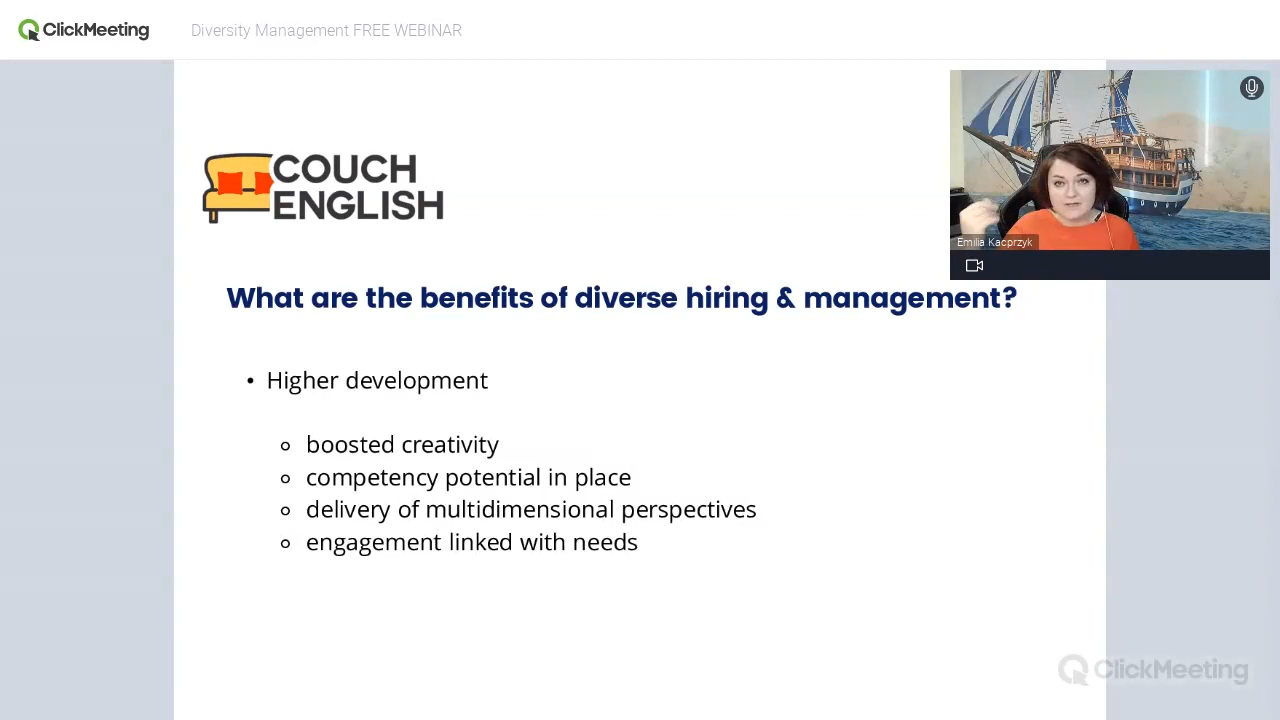 ClickMeeting
Diversity Management FREE WEBINAR
COUCH
ENGLISH
Emilia Kacprzyk
What are the benefits of diverse hiring & management?
• Higher development
boosted creativity
competency potential in place
delivery of multidimensional perspectives
engagement linked with needs
ClickMeeting